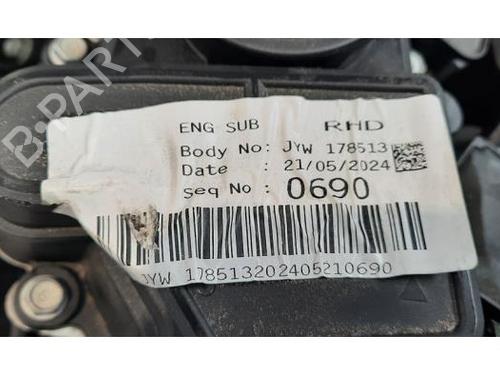 B-PARTS
ENG SUB RHD
Body No: JYW 178513
Date : 21/05/2024
Seq No : 0690
JYW 178513202405210690